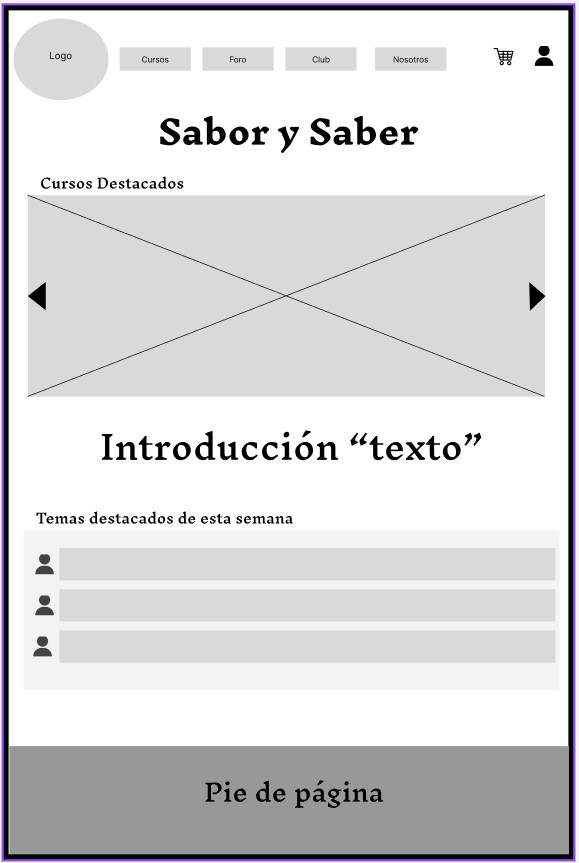 Logo
Cursos
Foro
Club
Nosotros
Sabor y Saber
Cursos Destacados
Introducción “texto”
Temas destacados de esta semana
Pie de página